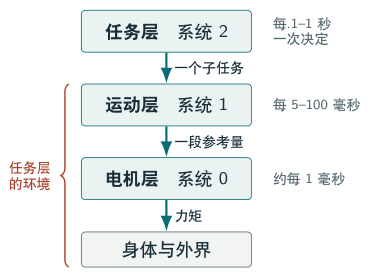 任务层 系统 2
每.1–1 秒
一次决定
一个子任务
运动层 系统 1
每 5–100 毫秒
一段参考量
任务层
的环境
电机层 系统 0
约每 1 毫秒
力矩
身体与外界